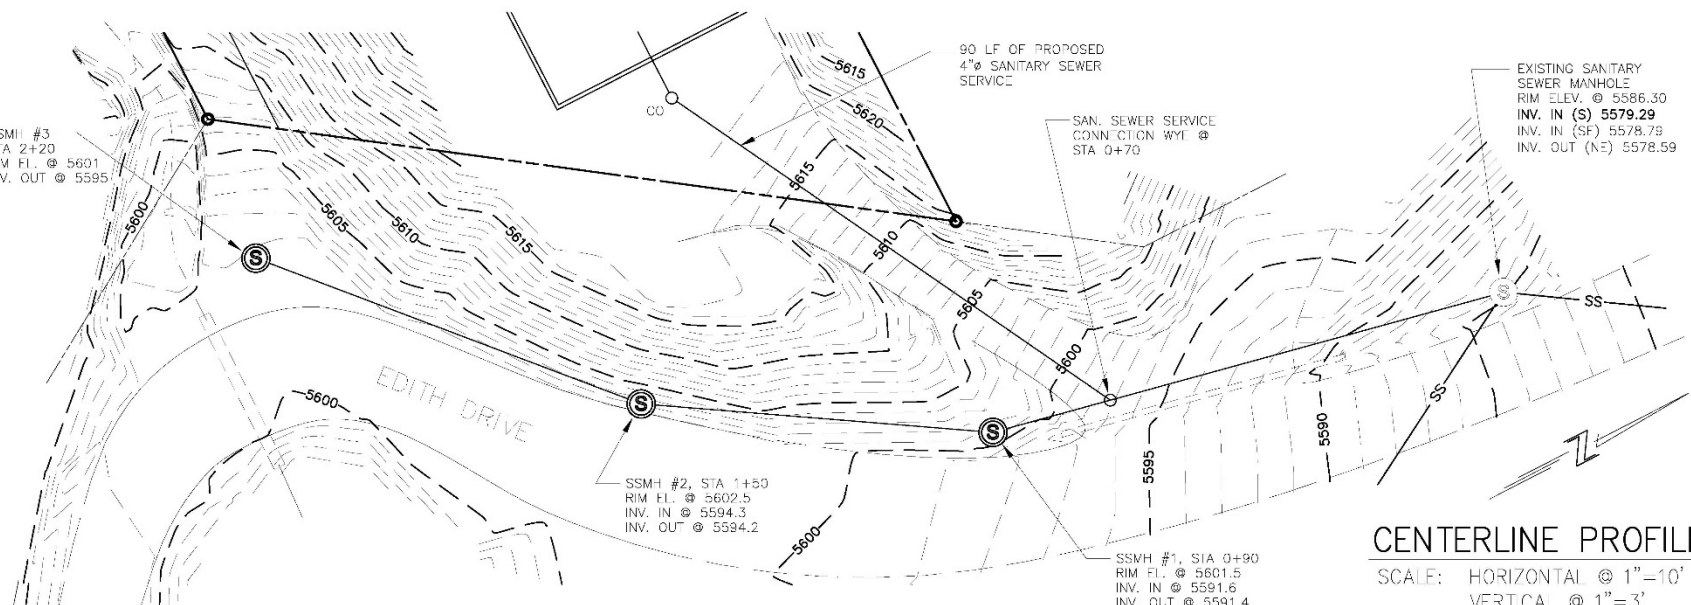 SMH #3
TA 2+20
M EL. @ 5601
V. OUT @ 5595
90 LF OF PROPOSED
4"ø SANITARY SEWER
SERVICE
SAN. SEWER SERVICE
CONNECTION WYE @
STA 0+70
EXISTING SANITARY
SEWER MANHOLE
RIM ELEV. @ 5586.30
INV. IN (S) 5579.29
INV. IN (SE) 5578.79
INV. OUT (NE) 5578.59
CO
5615
5620
5615
5600
5605
5610
5615
5610
5605
5600
S
S
S
S
SS
SS
EDITH DRIVE
5600
5600
5595
5590
SSMH #2, STA 1+50
RIM EL. @ 5602.5
INV. IN @ 5594.3
INV. OUT @ 5594.2
SSMH #1, STA 0+90
RIM EL. @ 5601.5
INV. IN @ 5591.6
INV. OUT @ 5591.4
Z
CENTERLINE PROFIL
SCALE: HORIZONTAL @ 1"=10'
VERTICAL @ 1"=3'